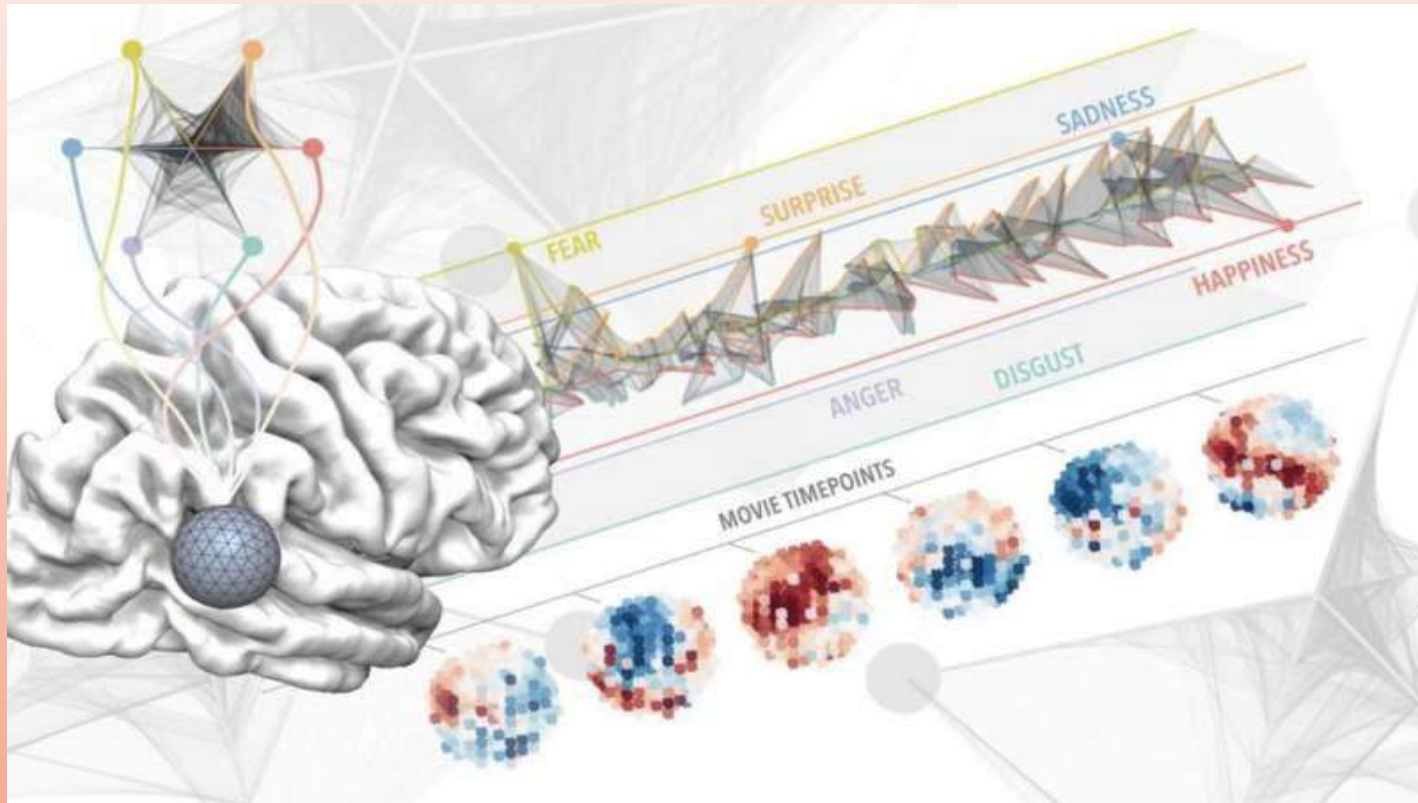 FEAR
SURPRISE
SADNESS
HAPPINESS
ANGER
DISGUST
MOVIE TIMEPOINTS